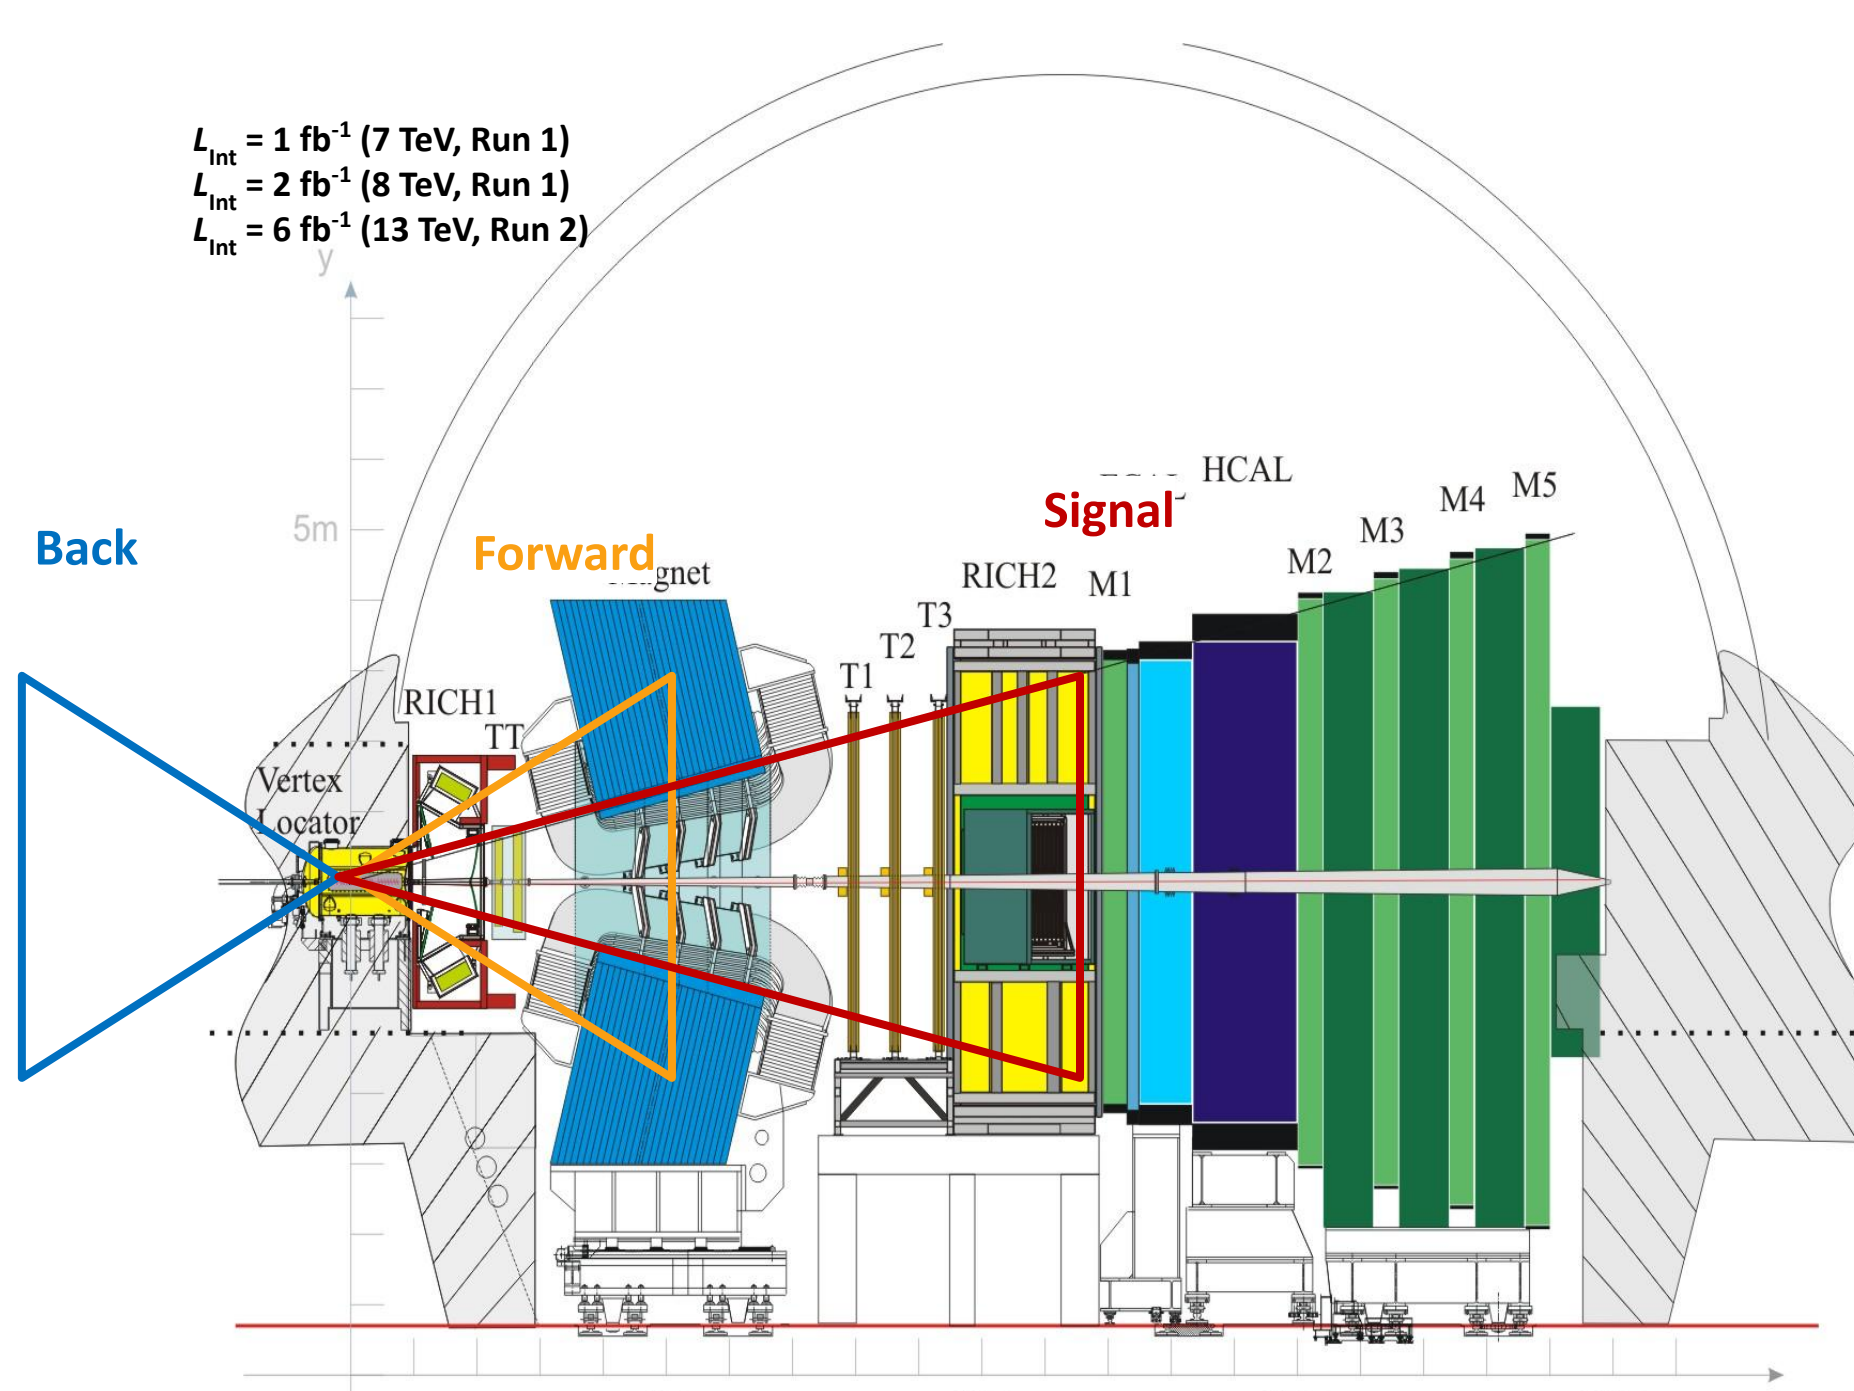 L_Int = 1 fb^-1 (7 TeV, Run 1)
L_Int = 2 fb^-1 (8 TeV, Run 1)
L_Int = 6 fb^-1 (13 TeV, Run 2)
y
HCAL
M5
M4
Signal
5m
M3
Back
Forward
M2
RICH2
M1
T3
T2
T1
RICH1
TT
Vertex
Locator